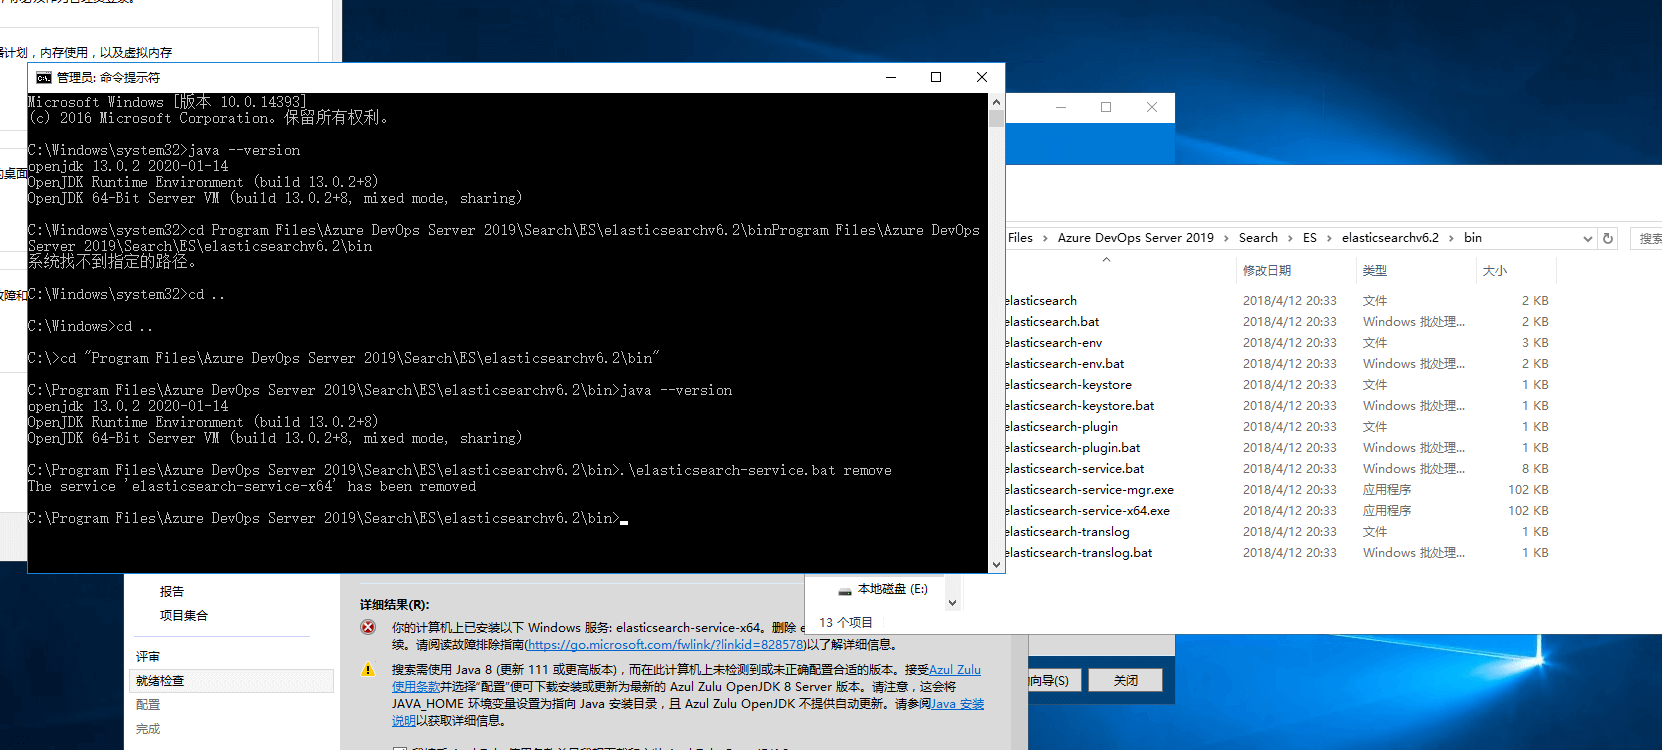 计划，内存使用，以及虚拟内存
管理员: 命令提示符
Microsoft Windows [版本 10.0.14393]
(c) 2016 Microsoft Corporation。保留所有权利。
C:\Windows\system32>java --version
openjdk 13.0.2 2020-01-14
OpenJDK Runtime Environment (build 13.0.2+8)
OpenJDK 64-Bit Server VM (build 13.0.2+8, mixed mode, sharing)
C:\Windows\system32>cd Program Files\Azure DevOps Server 2019\Search\ES\elasticsearchv6.2\binProgram Files\Azure DevOps
Server 2019\Search\ES\elasticsearchv6.2\bin
系统找不到指定的路径。
C:\Windows\system32>cd ..
C:\Windows>cd ..
C:\>cd "Program Files\Azure DevOps Server 2019\Search\ES\elasticsearchv6.2\bin"
C:\Program Files\Azure DevOps Server 2019\Search\ES\elasticsearchv6.2\bin>java --version
openjdk 13.0.2 2020-01-14
OpenJDK Runtime Environment (build 13.0.2+8)
OpenJDK 64-Bit Server VM (build 13.0.2+8, mixed mode, sharing)
C:\Program Files\Azure DevOps Server 2019\Search\ES\elasticsearchv6.2\bin>.\elasticsearch-service.bat remove
The service 'elasticsearch-service-x64' has been removed
C:\Program Files\Azure DevOps Server 2019\Search\ES\elasticsearchv6.2\bin>
的桌面
故障和
Files > Azure DevOps Server 2019 > Search > ES > elasticsearchv6.2 > bin 搜索
修改日期 类型 大小
elasticsearch 2018/4/12 20:33 文件 2 KB
elasticsearch.bat 2018/4/12 20:33 Windows 批处理... 2 KB
elasticsearch-env 2018/4/12 20:33 文件 3 KB
elasticsearch-env.bat 2018/4/12 20:33 Windows 批处理... 2 KB
elasticsearch-keystore 2018/4/12 20:33 文件 1 KB
elasticsearch-keystore.bat 2018/4/12 20:33 Windows 批处理... 1 KB
elasticsearch-plugin 2018/4/12 20:33 文件 1 KB
elasticsearch-plugin.bat 2018/4/12 20:33 Windows 批处理... 1 KB
elasticsearch-service.bat 2018/4/12 20:33 Windows 批处理... 8 KB
elasticsearch-service-mgr.exe 2018/4/12 20:33 应用程序 102 KB
elasticsearch-service-x64.exe 2018/4/12 20:33 应用程序 102 KB
elasticsearch-translog 2018/4/12 20:33 文件 1 KB
elasticsearch-translog.bat 2018/4/12 20:33 Windows 批处理... 1 KB
本地磁盘 (E:)
13 个项目
报告
项目集合
评审
就绪检查
配置
完成
详细结果(R):
你的计算机上已安装以下 Windows 服务: elasticsearch-service-x64。删除 e
续。请阅读故障排除指南(https://go.microsoft.com/fwlink/?linkid=828578)以了解详细信息。
搜索需使用 Java 8 (更新 111 或更高版本)，而在此计算机上未检测到或未正确配置合适的版本。接受Azul Zulu
使用条款并选择“配置”便可下载安装或更新为最新的 Azul Zulu OpenJDK 8 Server 版本。请注意，这会将
JAVA_HOME 环境变量设置为指向 Java 安装目录，且 Azul Zulu OpenJDK 不提供自动更新。请参阅Java 安装
说明以获取详细信息。
向导(S)
关闭